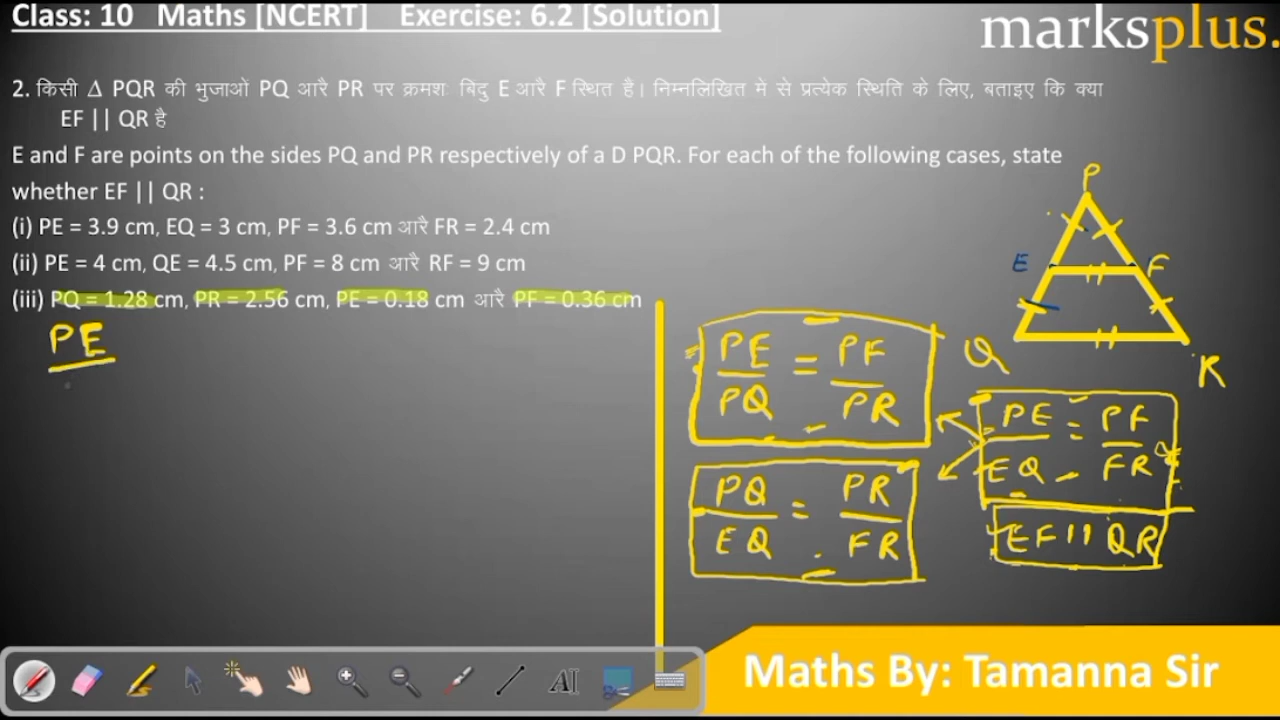 Class: 10 Maths [NCERT] Exercise: 6.2 [Solution]
marksplus.
2. किसी Δ PQR की भुजाओं PQ आरै PR पर क्रमश: बिंदु E आरै F स्थित है। निम्नलिखित में से प्रत्येक स्थिति के लिए, बताइए कि क्या
EF || QR है
E and F are points on the sides PQ and PR respectively of a D PQR. For each of the following cases, state
whether EF || QR :
(i) PE = 3.9 cm, EQ = 3 cm, PF = 3.6 cm आरै FR = 2.4 cm
(ii) PE = 4 cm, QE = 4.5 cm, PF = 8 cm आरै RF = 9 cm
(iii) PQ = 1.28 cm, PR = 2.56 cm, PE = 0.18 cm आरै PF = 0.36 cm
PE
P
E
F
Q
R
PE/PQ = PF/PR
PE/EQ = PF/FR
PQ/EQ = PR/FR
EF || QR
AI
Maths By: Tamanna Sir